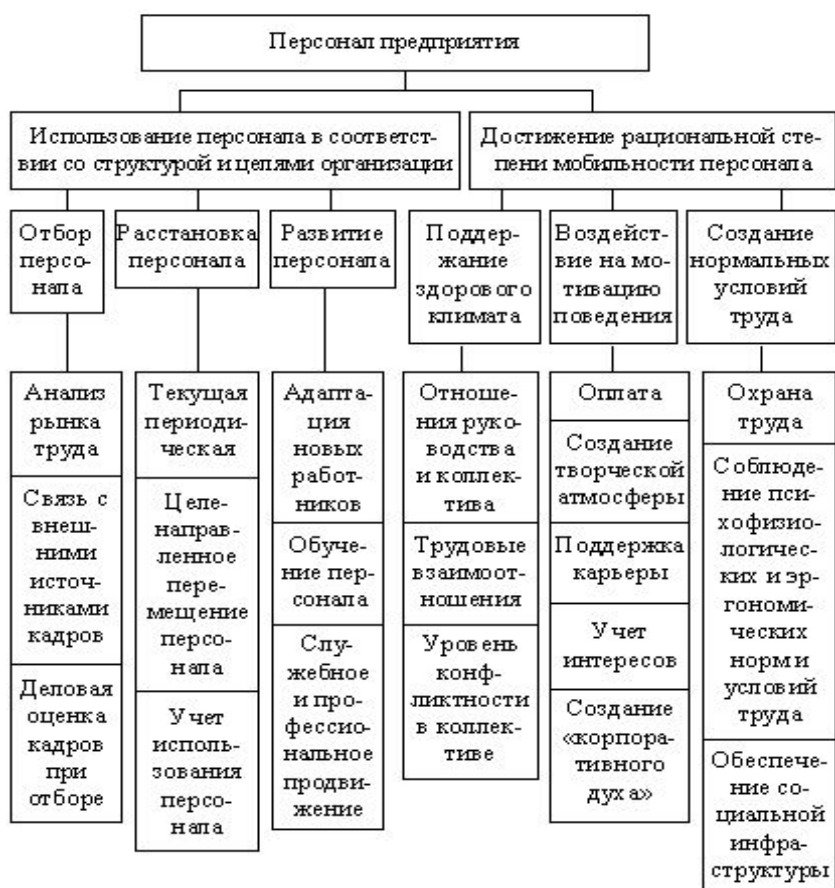 Персонал предприятия
Использование персонала в соответст-
вии со структурой и целями организации
Достижение рациональной сте-
пени мобильности персонала
Отбор
персо-
нала
Расстановка
персонала
Развитие
персонала
Поддер-
жание
здорового
климата
Воздейст-
вие на мо-
тивацию
поведения
Создание
нормальных
условий
труда
Анализ
рынка
труда
Связь с
внеш-
ними
источ-
никами
кадров
Деловая
оценка
кадров
при
отборе
Текущая
периоди-
ческая
Целе-
направ-
ленное
пере-
мещение
персо-
нала
Учет
исполь-
зования
персо-
нала
Адапта-
ция
новых
работ-
ников
Обуче-
ние пер-
сонала
Слу-
жебное
и про-
фессио-
нальное
продви-
жение
Отноше-
ния руко-
водства
и коллек-
тива
Трудовые
взаимоот-
ношения
Уровень
конф-
ликтности
в коллек-
тиве
Оплата
Создание
творческой
атмосферы
Поддержка
карьеры
Учет
интересов
Создание
«корпора-
тивного
духа»
Охрана
труда
Соблюде-
ние пси-
хофизио-
логичес-
ких и эр-
гономи-
ческих
норм и
условий
труда
Обеспече-
ние со-
циальной
инфра-
структуры